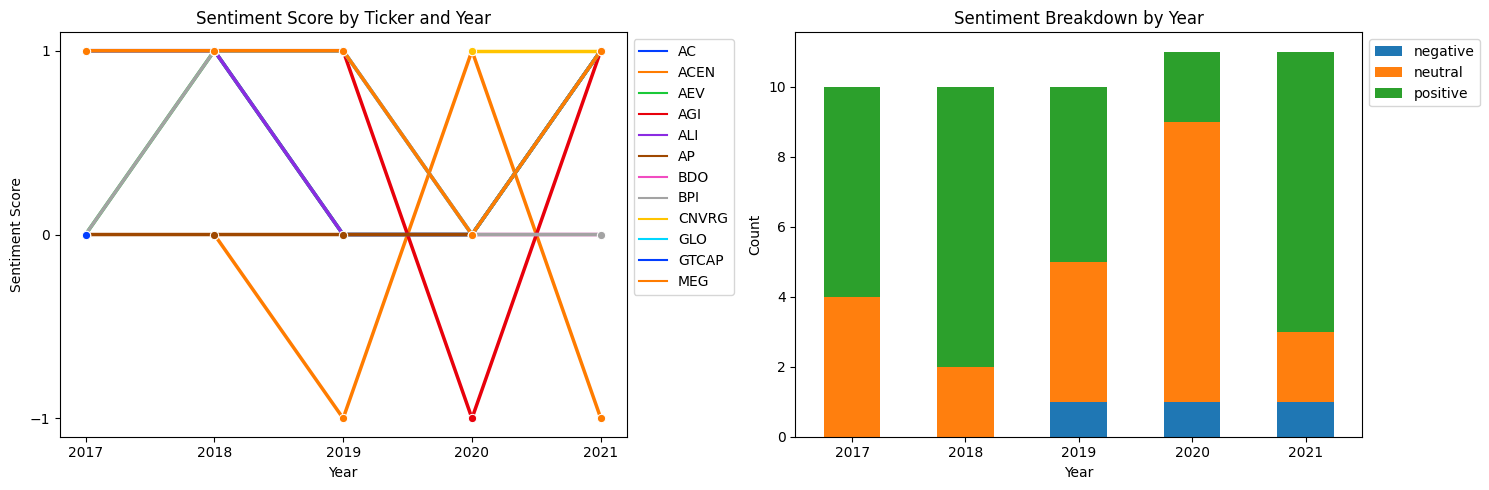 Sentiment Score by Ticker and Year
Sentiment Score
1
0
−1
2017
2018
2019
2020
2021
Year
AC
ACEN
AEV
AGI
ALI
AP
BDO
BPI
CNVRG
GLO
GTCAP
MEG
Sentiment Breakdown by Year
Count
10
8
6
4
2
0
2017
2018
2019
2020
2021
Year
negative
neutral
positive